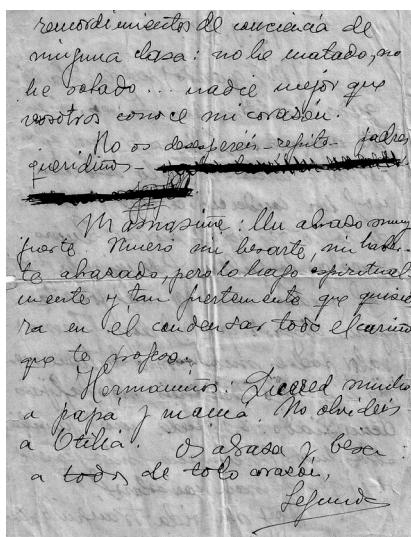 remordimientos de conciencia de
ninguna clase: no he matado, no
he robado... nadie mejor que
vosotros conoce mi corazón.
No os desesperéis - repito - padres
queridiños -
Mamasiña: Un abrazo muy
fuerte. Muero sin besarte, sin haber-
te abrazado, pero lo hago espiritual
mente y tan fuertemente que quisie
ra en él condensar todo el cariño
que te profeso.
Hermaniños: Quered mucho
a papá y mamá. No olvidéis
a Otilia. Os abraza y besa
a todos de todo corazón,
Segundo